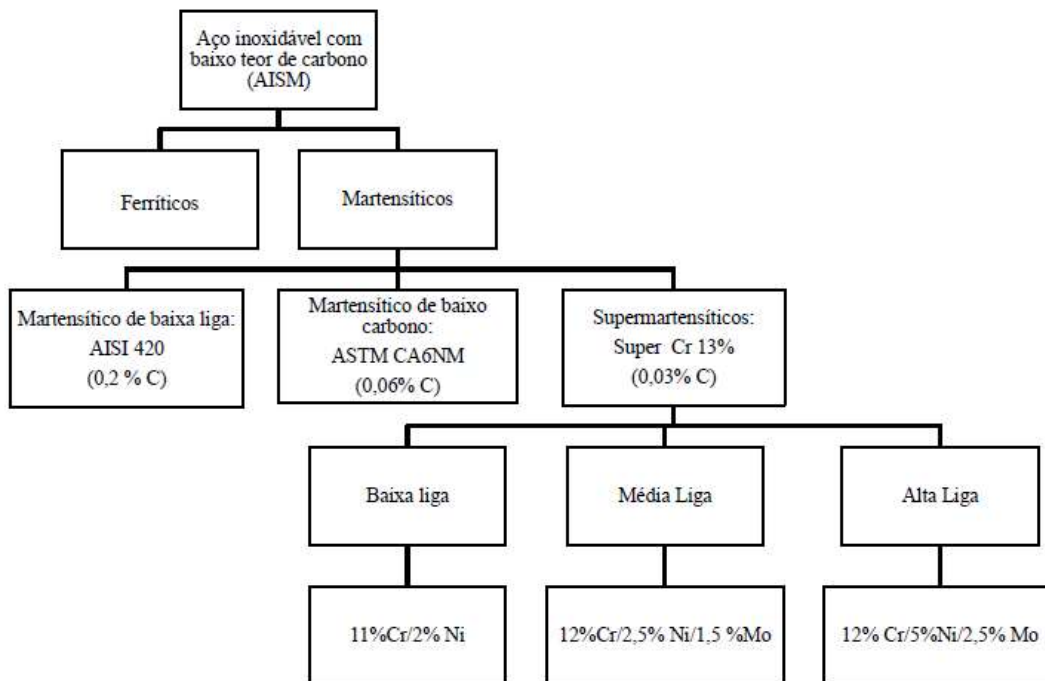 Aço inoxidável com
baixo teor de carbono
(AISM)
Ferríticos
Martensíticos
Martensítico de baixa liga:
AISI 420
(0,2 % C)
Martensítico de baixo
carbono:
ASTM CA6NM
(0,06% C)
Supermartensíticos:
Super Cr 13%
(0,03% C)
Baixa liga
Média Liga
Alta Liga
11%Cr/2% Ni
12%Cr/2,5% Ni/1,5 %Mo
12% Cr/5%Ni/2,5% Mo